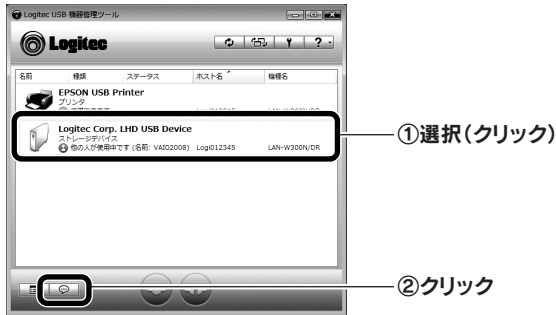 Logitec USB 機器管理ツール
Logitec
名前 種類 ステータス ホスト名 機種名
EPSON USB Printer
プリンタ
Logitec Corp. LHD USB Device
ストレージデバイス
他の人が使用中です (名前: VAIO2008) Logi012345 LAN-W300N/DR
①選択(クリック)
②クリック